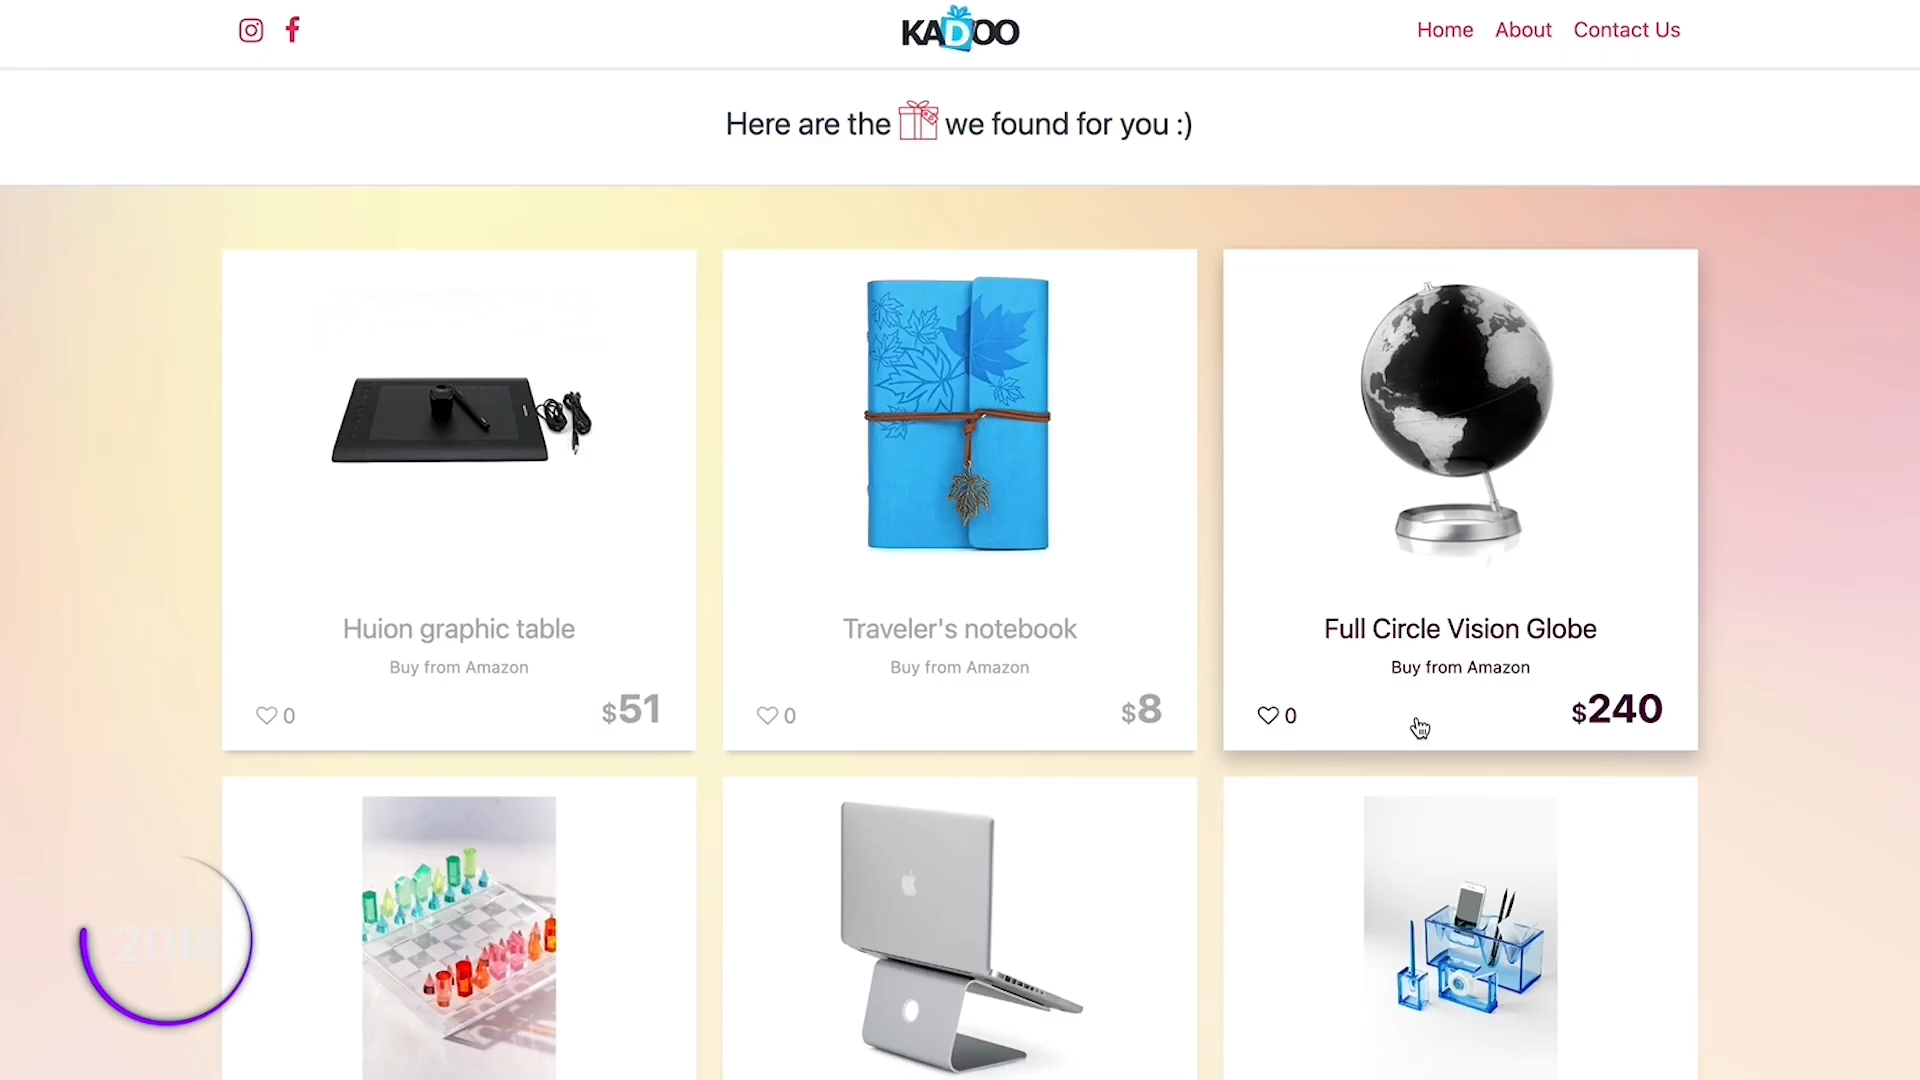 KADOO
Home About Contact Us
Here are the we found for you :)
Huion graphic table
Buy from Amazon
0 $51
Traveler's notebook
Buy from Amazon
0 $8
Full Circle Vision Globe
Buy from Amazon
0 $240
2018